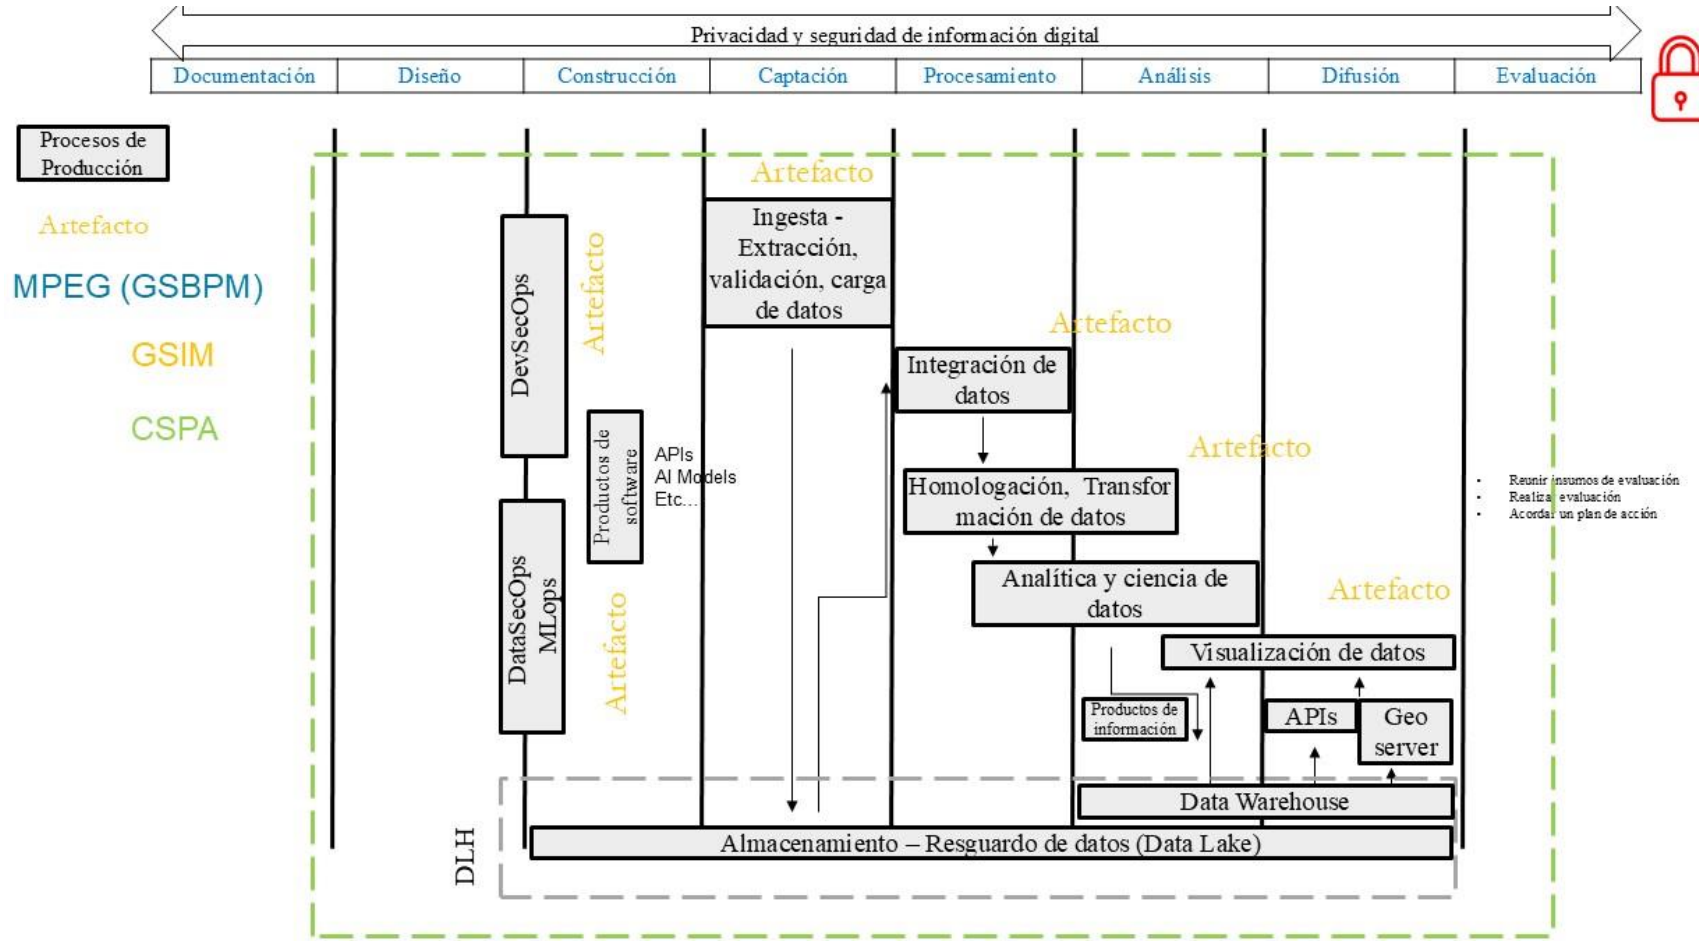 Privacidad y seguridad de información digital
Documentación
Diseño
Construcción
Captación
Procesamiento
Análisis
Difusión
Evaluación
Procesos de
Producción
Artefacto
MPEG (GSBPM)
GSIM
CSPA
DevSecOps
Artefacto
Productos de
software
APIs
AI Models
Etc...
DataSecOps
MLops
Artefacto
Artefacto
Ingesta -
Extracción,
validación, carga
de datos
Artefacto
Integración de
datos
Homologación, Transfor
mación de datos
Artefacto
Analítica y ciencia de
datos
Artefacto
Visualización de datos
Productos de
información
APIs
Geo
server
Data Warehouse
Almacenamiento – Resguardo de datos (Data Lake)
DLH
• Reunir insumos de evaluación
• Realizar evaluación
• Acordar un plan de acción